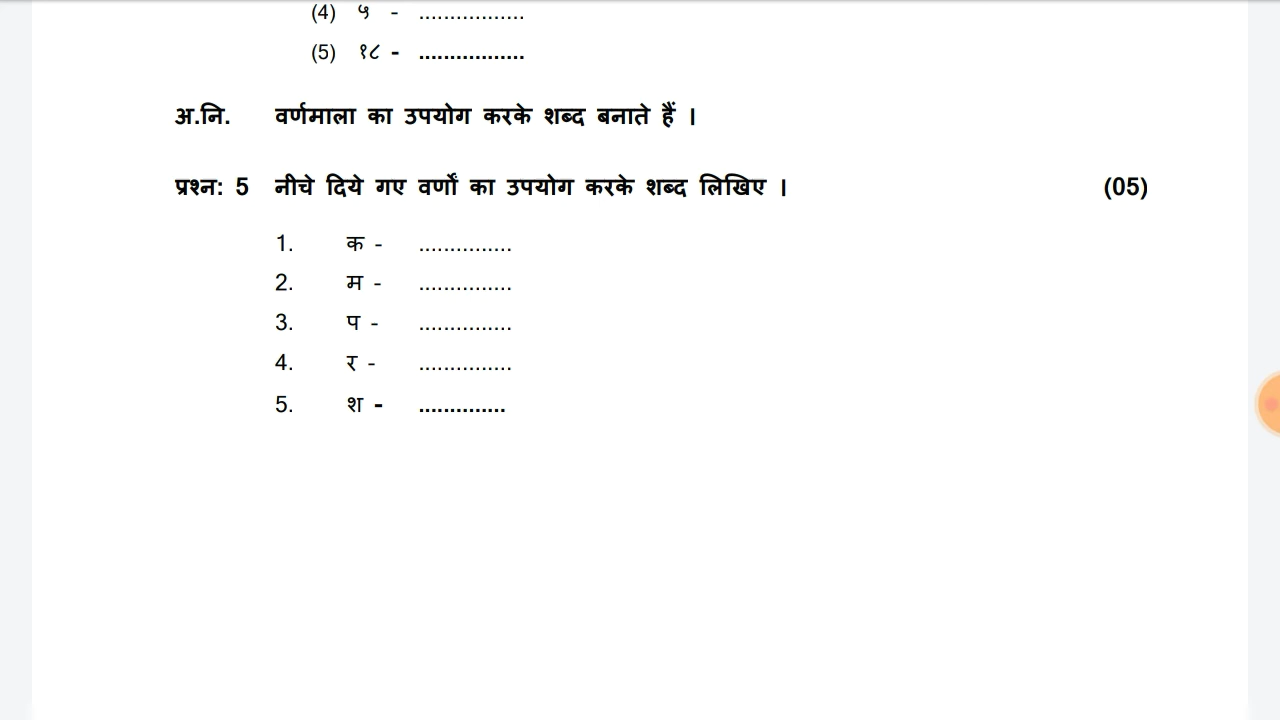 (4) ५ - .................
(5) १८ - .................
अ.नि. वर्णमाला का उपयोग करके शब्द बनाते हैं ।
प्रश्न: 5 नीचे दिये गए वर्णों का उपयोग करके शब्द लिखिए । (05)
1. क - ...............
2. म - ...............
3. प - ...............
4. र - ...............
5. श - ..............